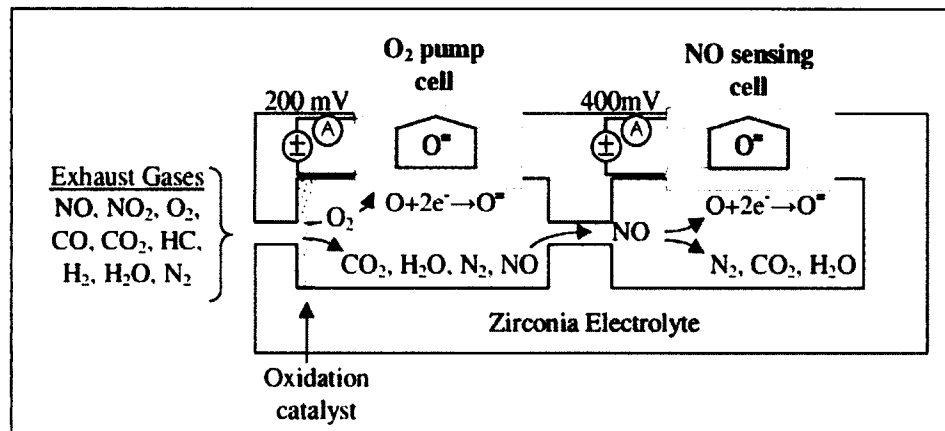 O₂ pump
cell
NO sensing
cell
200 mV
400mV
A
A
±
±
O⁼
O⁼
Exhaust Gases
NO, NO₂, O₂,
CO, CO₂, HC,
H₂, H₂O, N₂
O₂
O+2e⁻→O⁼
NO
O+2e⁻→O⁼
CO₂, H₂O, N₂, NO
N₂, CO₂, H₂O
Zirconia Electrolyte
Oxidation
catalyst